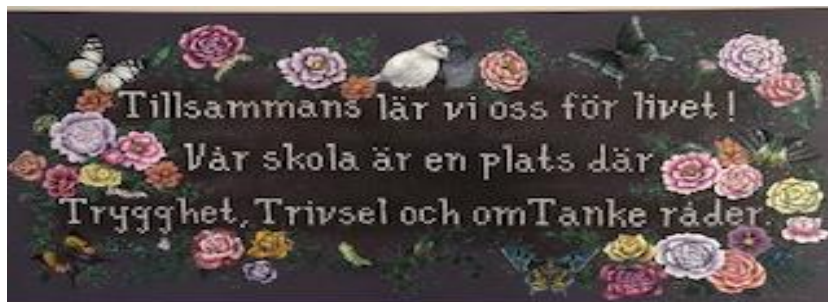 Tillsammans lär vi oss för livet!
Vår skola är en plats där
Trygghet, Trivsel och omTanke råder.